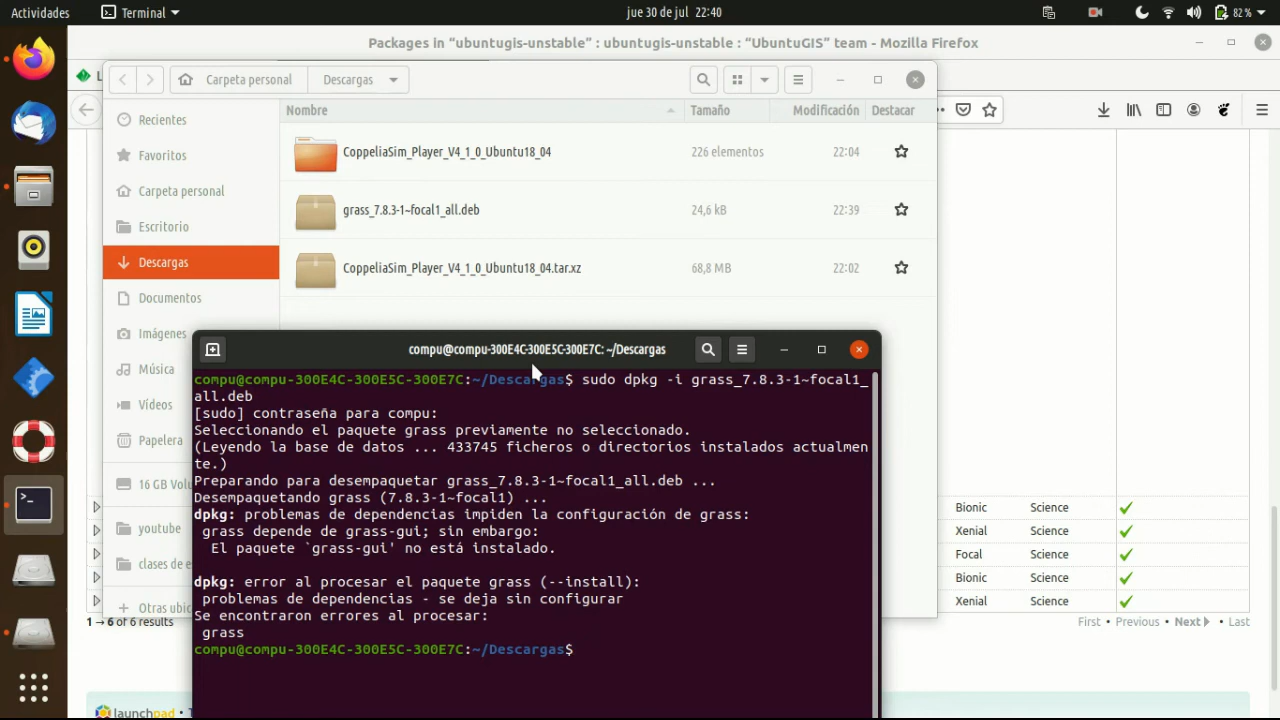 Actividades
Terminal
jue 30 de jul 22:40
82 %
Packages in “ubuntugis-unstable” : ubuntugis-unstable : “UbuntuGIS” team - Mozilla Firefox
Carpeta personal
Descargas
Nombre
Tamaño
Modificación
Destacar
Recientes
Favoritos
Carpeta personal
Escritorio
Descargas
Documentos
Imágenes
Música
Vídeos
Papelera
16 GB Volu
youtube
clases de e
Otras ubic
CoppeliaSim_Player_V4_1_0_Ubuntu18_04
226 elementos
22:04
grass_7.8.3-1~focal1_all.deb
24,6 kB
22:39
CoppeliaSim_Player_V4_1_0_Ubuntu18_04.tar.xz
68,8 MB
22:02
compu@compu-300E4C-300E5C-300E7C: ~/Descargas
compu@compu-300E4C-300E5C-300E7C:~/Descargas$ sudo dpkg -i grass_7.8.3-1~focal1_
all.deb
[sudo] contraseña para compu:
Seleccionando el paquete grass previamente no seleccionado.
(Leyendo la base de datos ... 433745 ficheros o directorios instalados actualmen
te.)
Preparando para desempaquetar grass_7.8.3-1~focal1_all.deb ...
Desempaquetando grass (7.8.3-1~focal1) ...
dpkg: problemas de dependencias impiden la configuración de grass:
grass depende de grass-gui; sin embargo:
El paquete `grass-gui' no está instalado.
dpkg: error al procesar el paquete grass (--install):
problemas de dependencias - se deja sin configurar
Se encontraron errores al procesar:
grass
compu@compu-300E4C-300E5C-300E7C:~/Descargas$
Bionic Science
Xenial Science
Focal Science
Bionic Science
Xenial Science
1 → 6 of 6 results
First • Previous • Next • Last
launchpad •